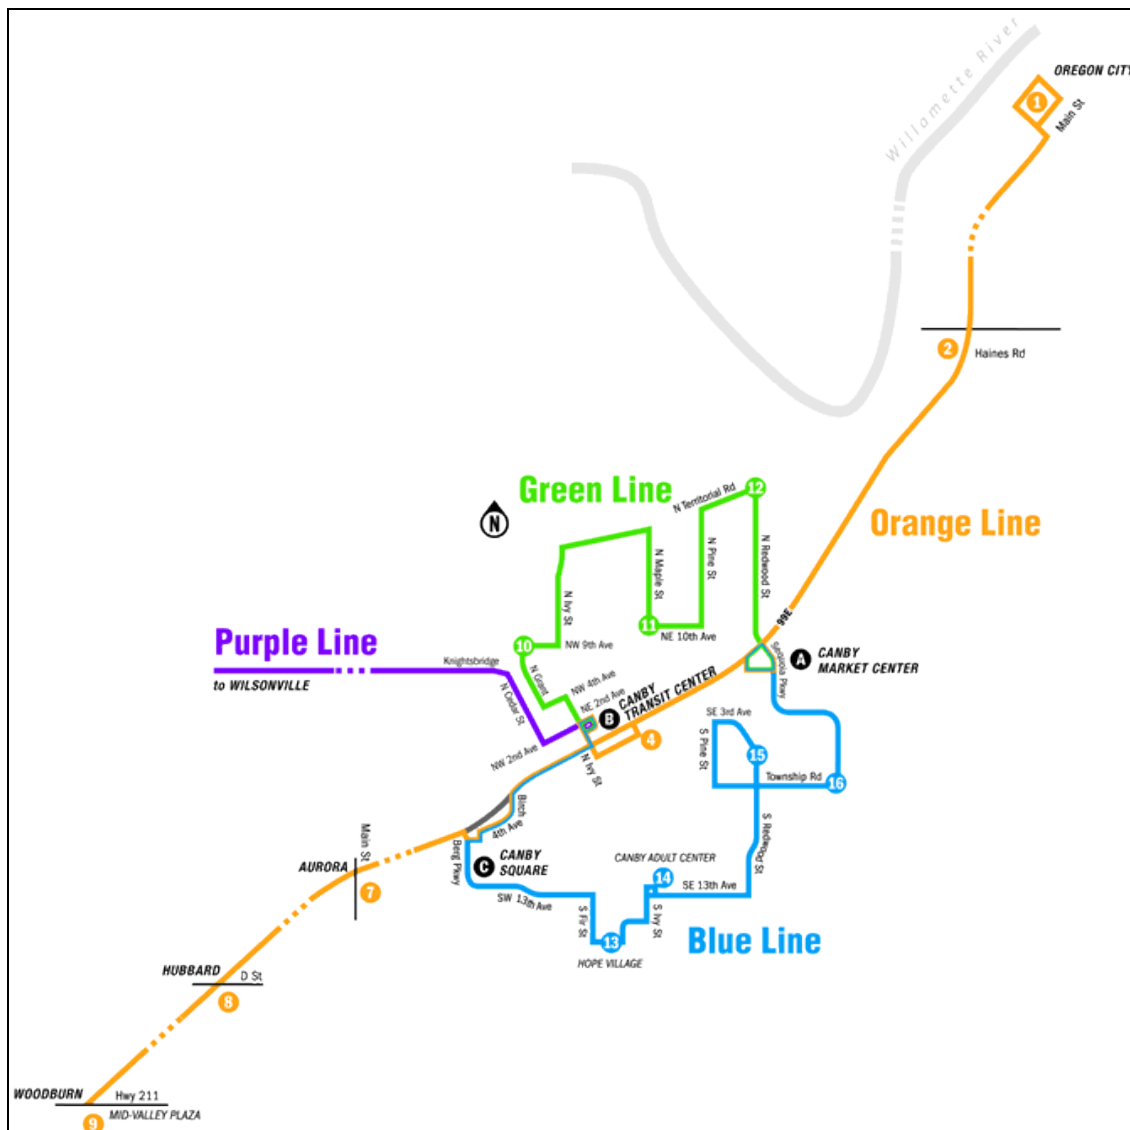 OREGON CITY
1
Main St
Willamette River
2
Haines Rd
Green Line
N Territorial Rd
12
N
Orange Line
N Ivy St
N Maple St
N Pine St
N Redwood St
99E
11
NE 10th Ave
10
NW 9th Ave
Purple Line
to WILSONVILLE
Knightsbridge
N Cedar St
N Grant
NW 4th Ave
NE 2nd Ave
NW 2nd Ave
B
CANBY
TRANSIT CENTER
Sequoia Pkwy
A
CANBY
MARKET CENTER
4
N Ivy St
SE 3rd Ave
S Pine St
15
Township Rd
16
Birch
4th Ave
Berg Pkwy
C
CANBY
SQUARE
SW 13th Ave
S Fir St
13
HOPE VILLAGE
CANBY ADULT CENTER
14
S Ivy St
SE 13th Ave
S Redwood St
Blue Line
Main St
AURORA
7
HUBBARD
D St
8
WOODBURN
Hwy 211
MID-VALLEY PLAZA
9